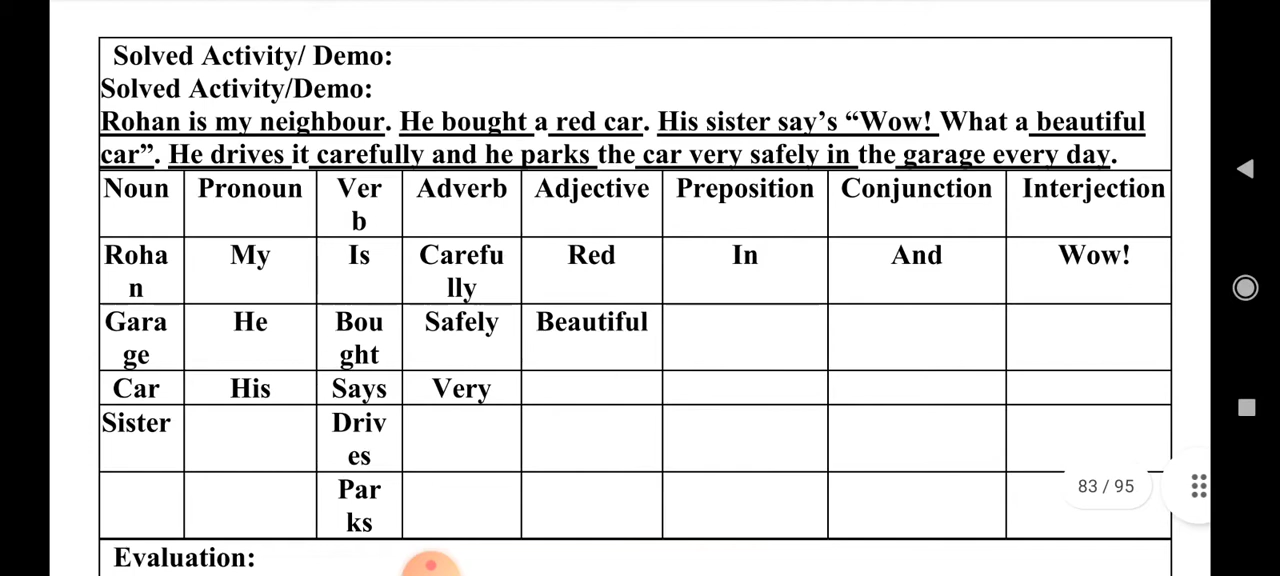 Solved Activity/ Demo:
Solved Activity/Demo:
Rohan is my neighbour. He bought a red car. His sister say’s “Wow! What a beautiful
car”. He drives it carefully and he parks the car very safely in the garage every day.
Noun Pronoun Ver Adverb Adjective Preposition Conjunction Interjection
b
Roha My Is Carefu Red In And Wow!
n lly
Gara He Bou Safely Beautiful
ge ght
Car His Says Very
Sister Driv
es
Par
83 / 95
ks
Evaluation: